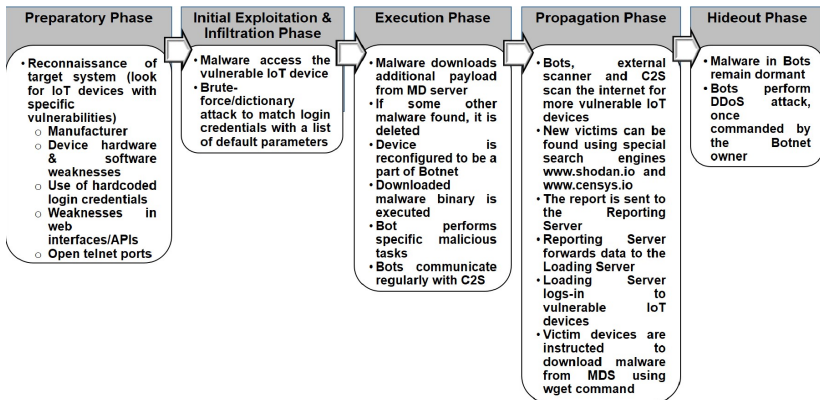 Preparatory Phase
• Reconnaissance of
target system (look
for IoT devices with
specific
vulnerabilities)
o Manufacturer
o Device hardware
& software
weaknesses
o Use of hardcoded
login credentials
o Weaknesses in
web
interfaces/APIs
o Open telnet ports
Initial Exploitation &
Infiltration Phase
• Malware access the
vulnerable IoT device
• Brute-
force/dictionary
attack to match login
credentials with a list
of default parameters
Execution Phase
• Malware downloads
additional payload
from MD server
• If some other
malware found, it is
deleted
• Device is
reconfigured to be a
part of Botnet
• Downloaded
malware binary is
executed
• Bot performs
specific malicious
tasks
• Bots communicate
regularly with C2S
Propagation Phase
• Bots, external
scanner and C2S
scan the internet for
more vulnerable IoT
devices
• New victims can be
found using special
search engines
www.shodan.io and
www.censys.io
• The report is sent to
the Reporting
Server
• Reporting Server
forwards data to the
Loading Server
• Loading Server
logs-in to
vulnerable IoT
devices
• Victim devices are
instructed to
download malware
from MDS using
wget command
Hideout Phase
• Malware in Bots
remain dormant
• Bots perform
DDoS attack,
once
commanded by
the Botnet
owner